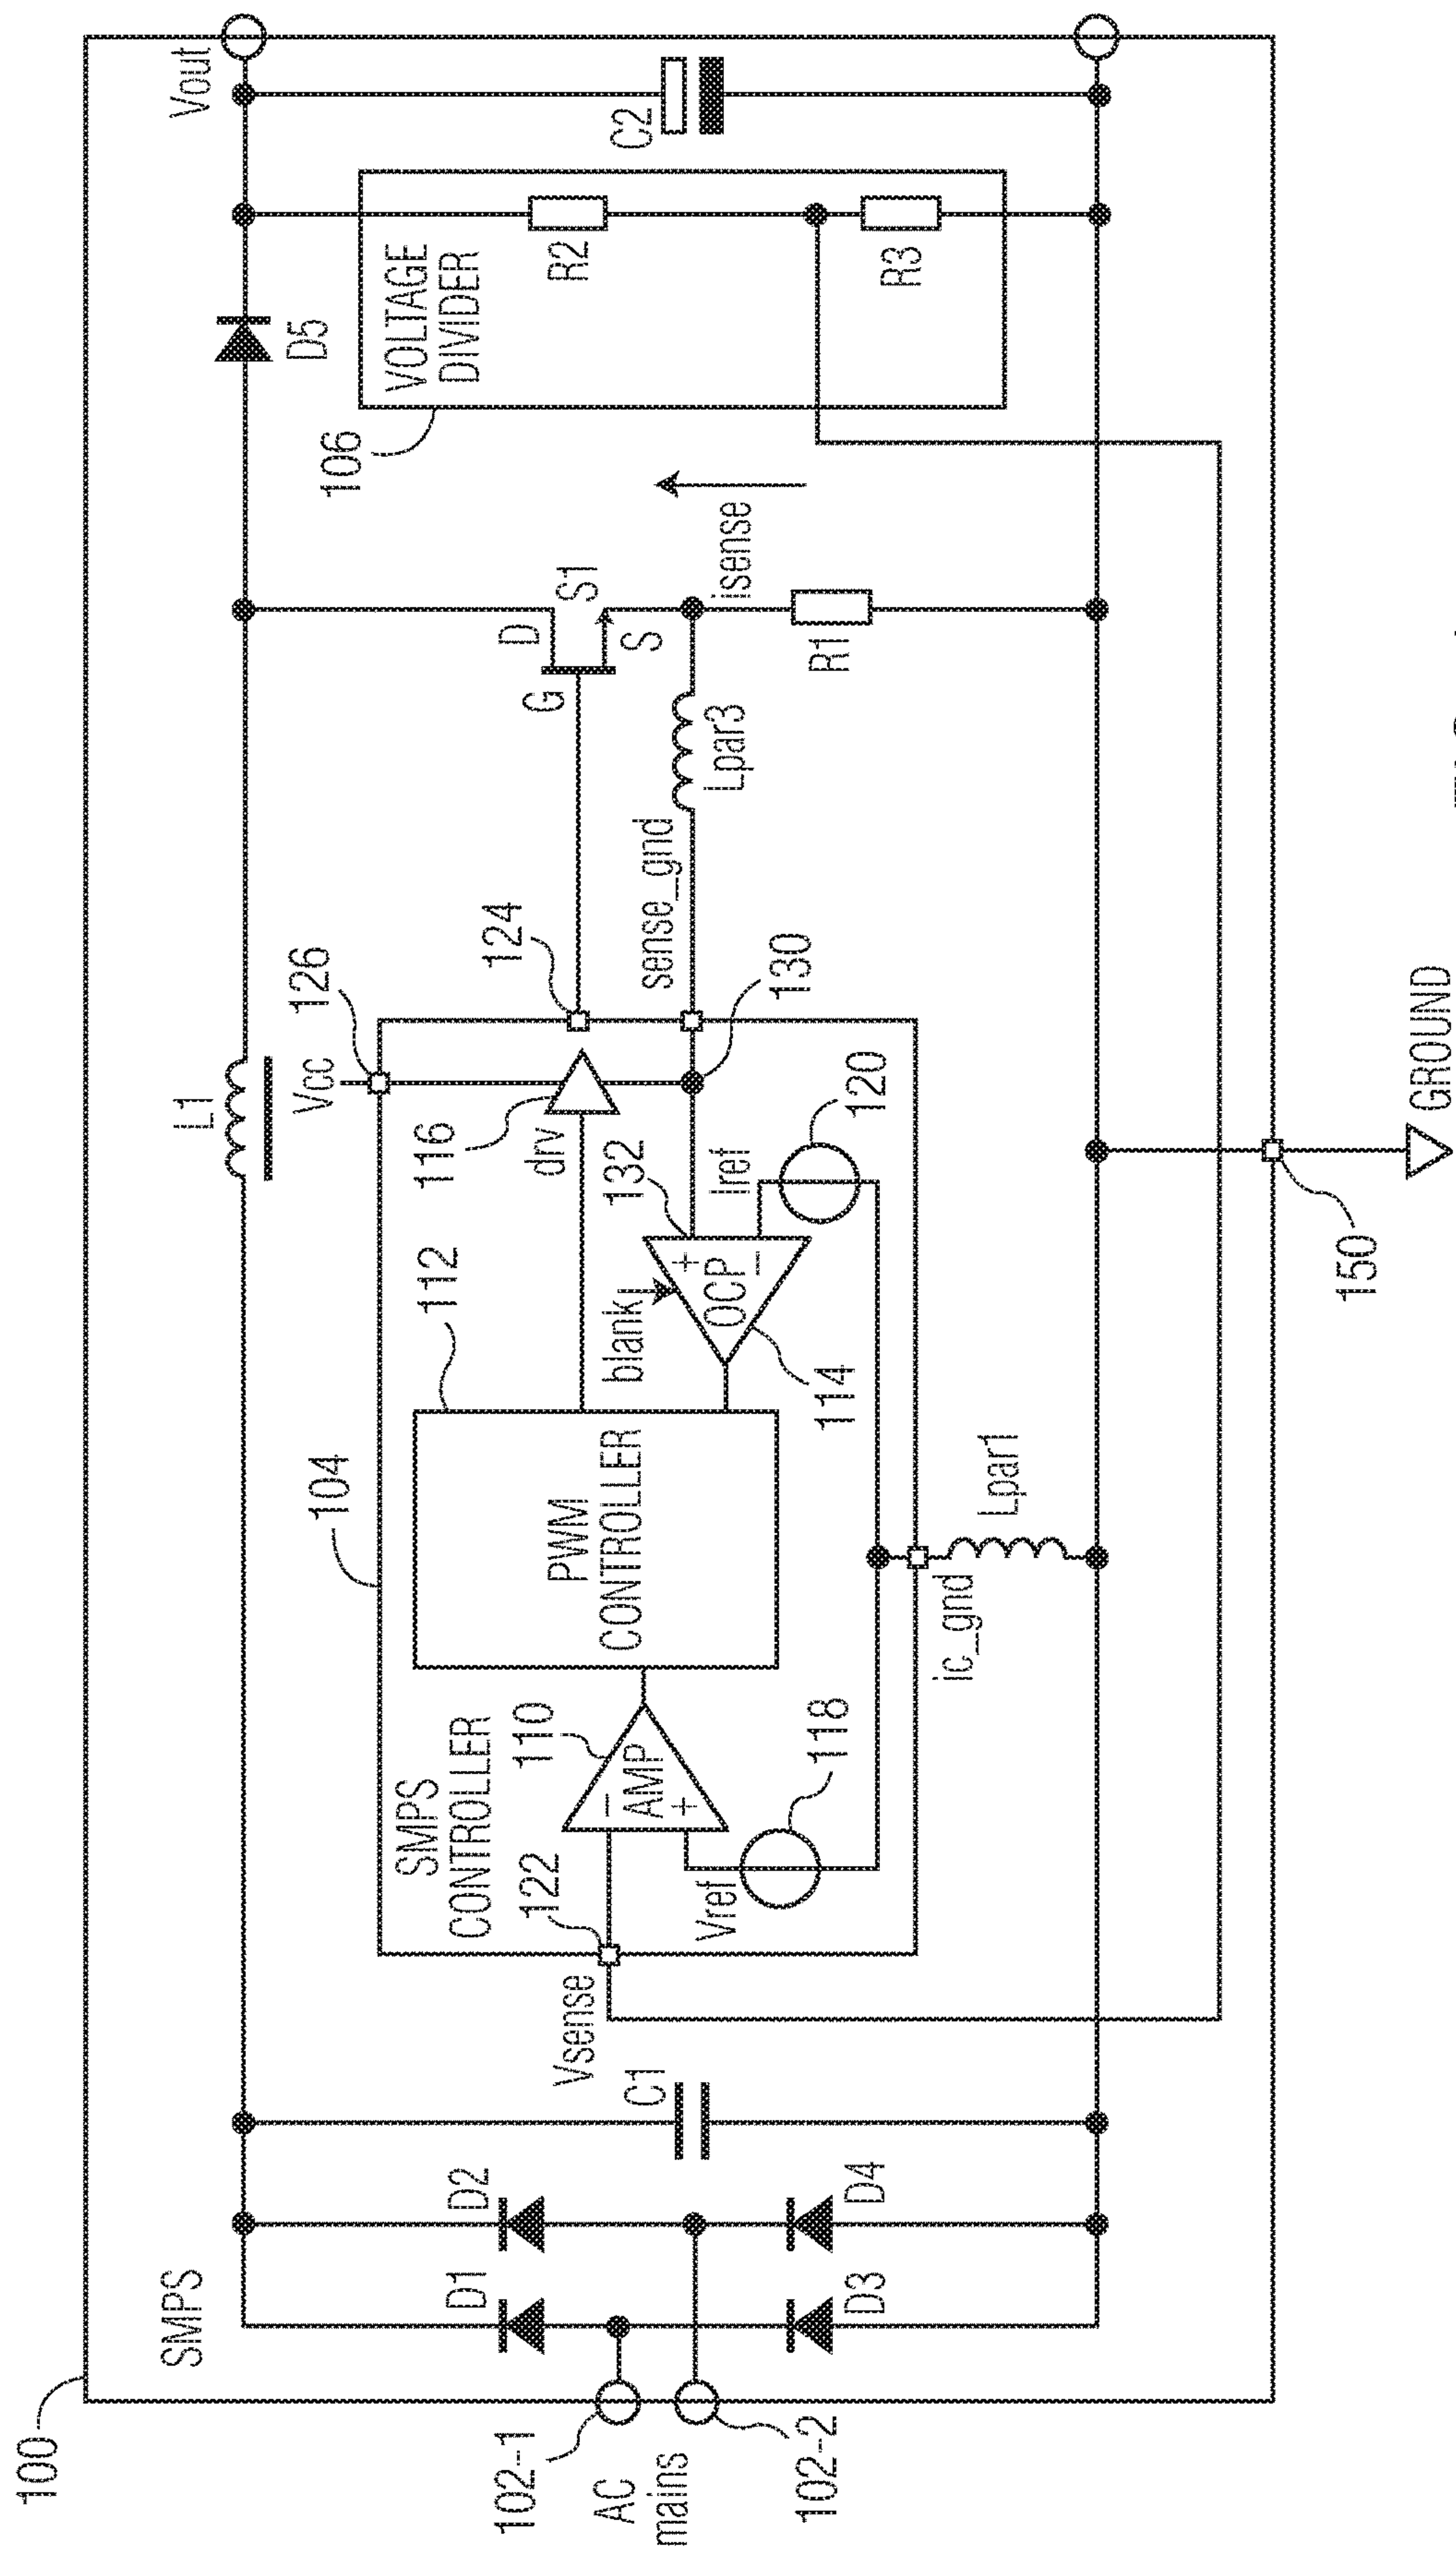 100
SMPS
102-1
AC
mains
102-2
D1
D2
D3
D4
C1
Vsense
122
SMPS
CONTROLLER
104
110
AMP
−
+
Vref
118
PWM
CONTROLLER
112
ic_gnd
Lpar1
blank
OCP
+
−
114
132
Iref
120
drv
116
Vcc
126
L1
124
130
sense_gnd
Lpar3
G
D
S
S1
isense
R1
106
VOLTAGE
DIVIDER
R2
R3
D5
C2
Vout
150
GROUND